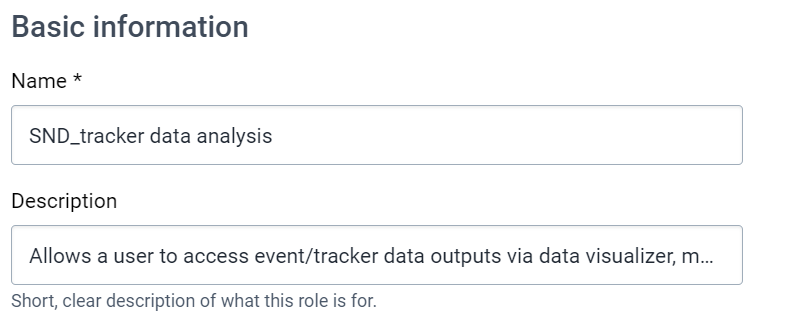 Basic information
Name *
SND_tracker data analysis
Description
Allows a user to access event/tracker data outputs via data visualizer, m...
Short, clear description of what this role is for.